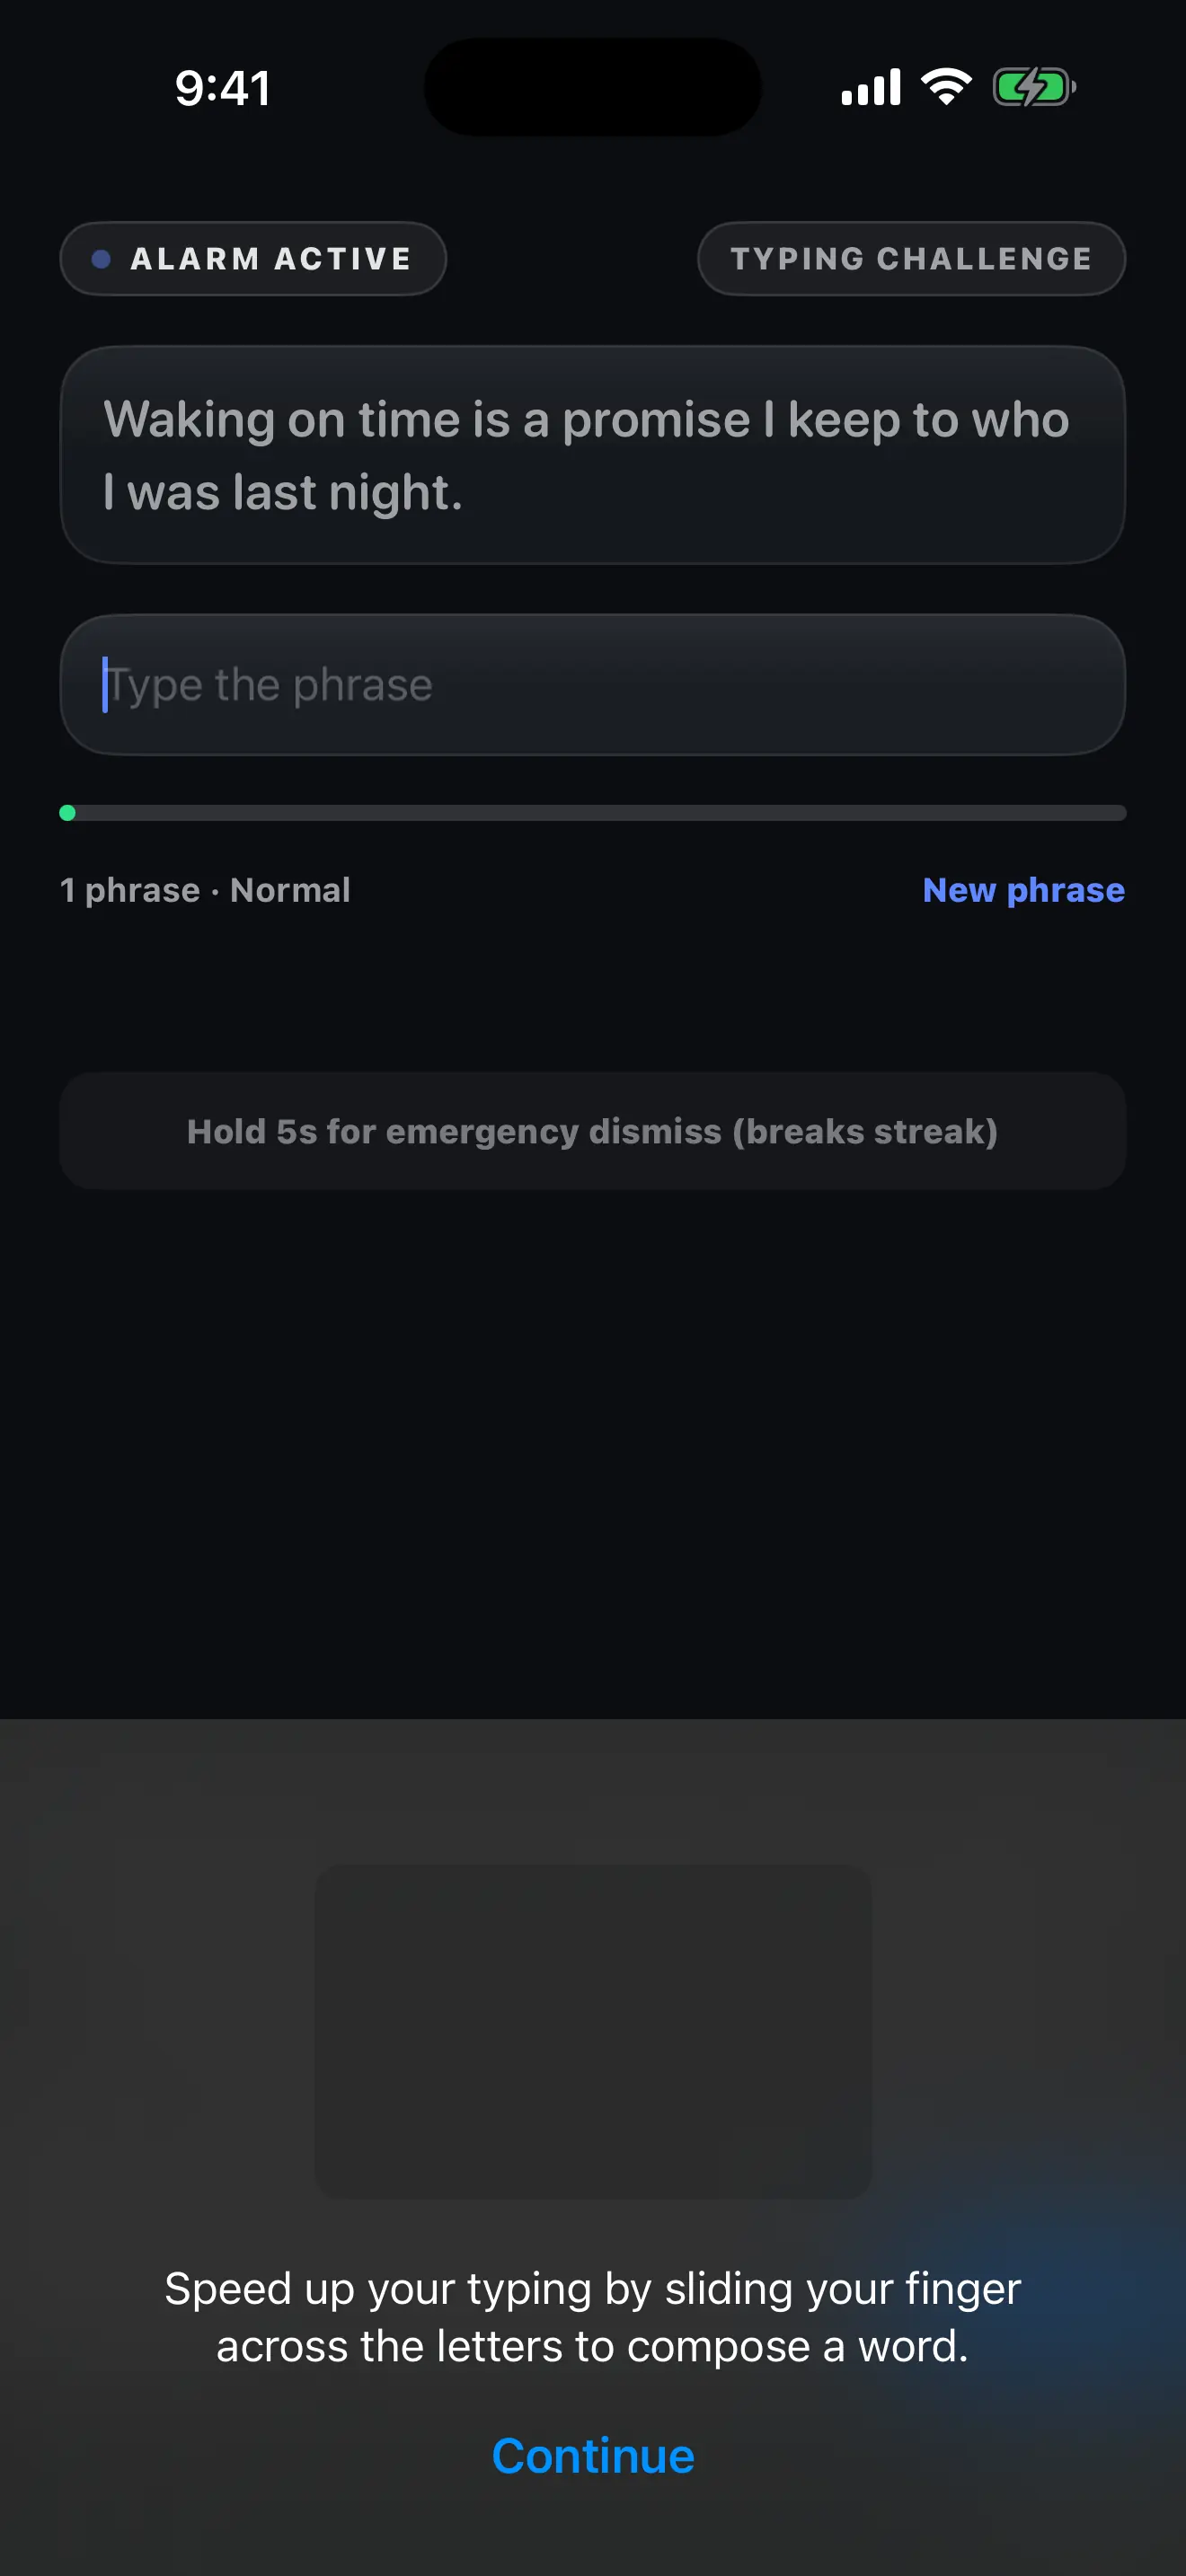 9:41
ALARM ACTIVE
TYPING CHALLENGE
Waking on time is a promise I keep to who
I was last night.
Type the phrase
1 phrase · Normal
New phrase
Hold 5s for emergency dismiss (breaks streak)
Speed up your typing by sliding your finger
across the letters to compose a word.
Continue